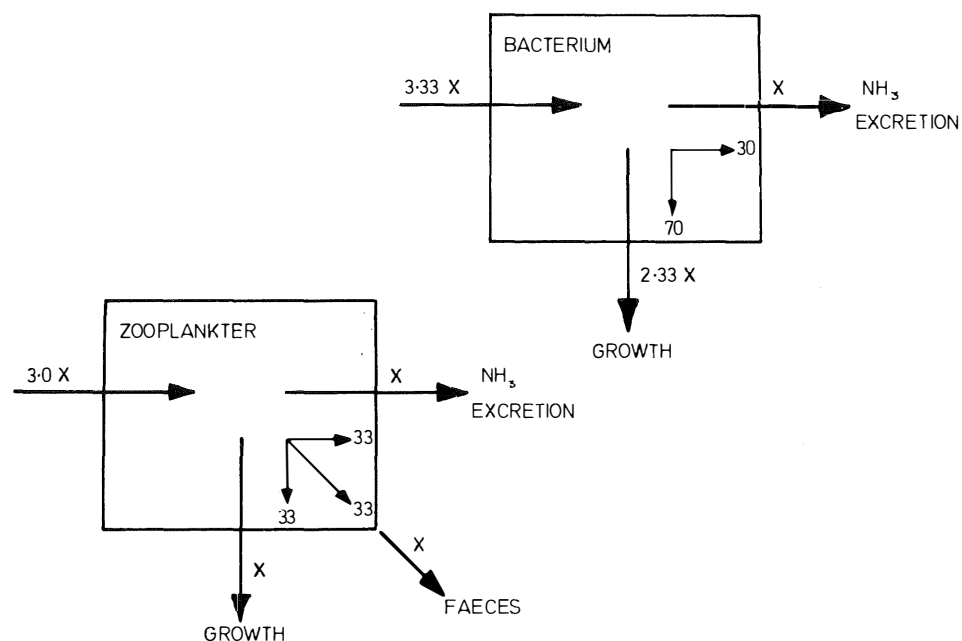 BACTERIUM
3·33 X
X
NH₃
EXCRETION
30
70
2·33 X
GROWTH
ZOOPLANKTER
3·0 X
X
NH₃
EXCRETION
33
33
33
X
X
FAECES
GROWTH